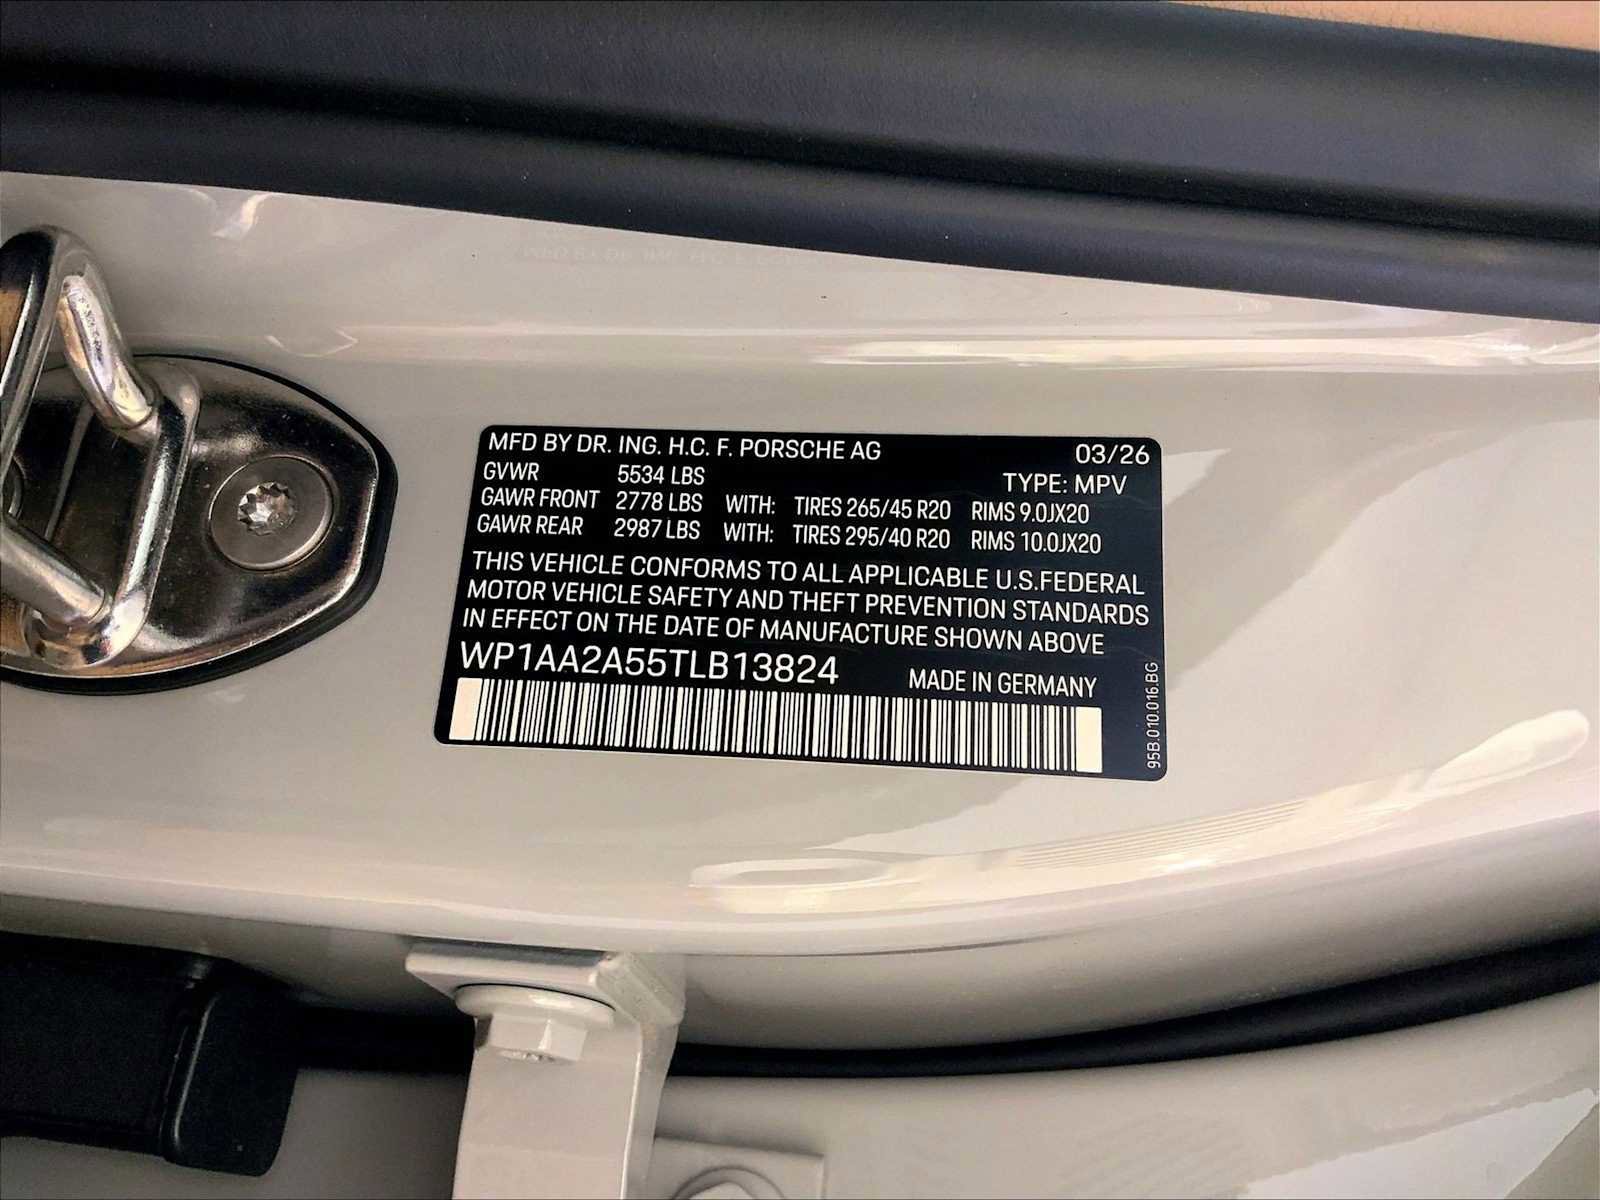 MFD BY DR. ING. H.C. F. PORSCHE AG 03/26
GVWR 5534 LBS TYPE: MPV
GAWR FRONT 2778 LBS WITH: TIRES 265/45 R20 RIMS 9.0JX20
GAWR REAR 2987 LBS WITH: TIRES 295/40 R20 RIMS 10.0JX20
THIS VEHICLE CONFORMS TO ALL APPLICABLE U.S.FEDERAL
MOTOR VEHICLE SAFETY AND THEFT PREVENTION STANDARDS
IN EFFECT ON THE DATE OF MANUFACTURE SHOWN ABOVE
WP1AA2A55TLB13824 MADE IN GERMANY
95B.010.016.BG